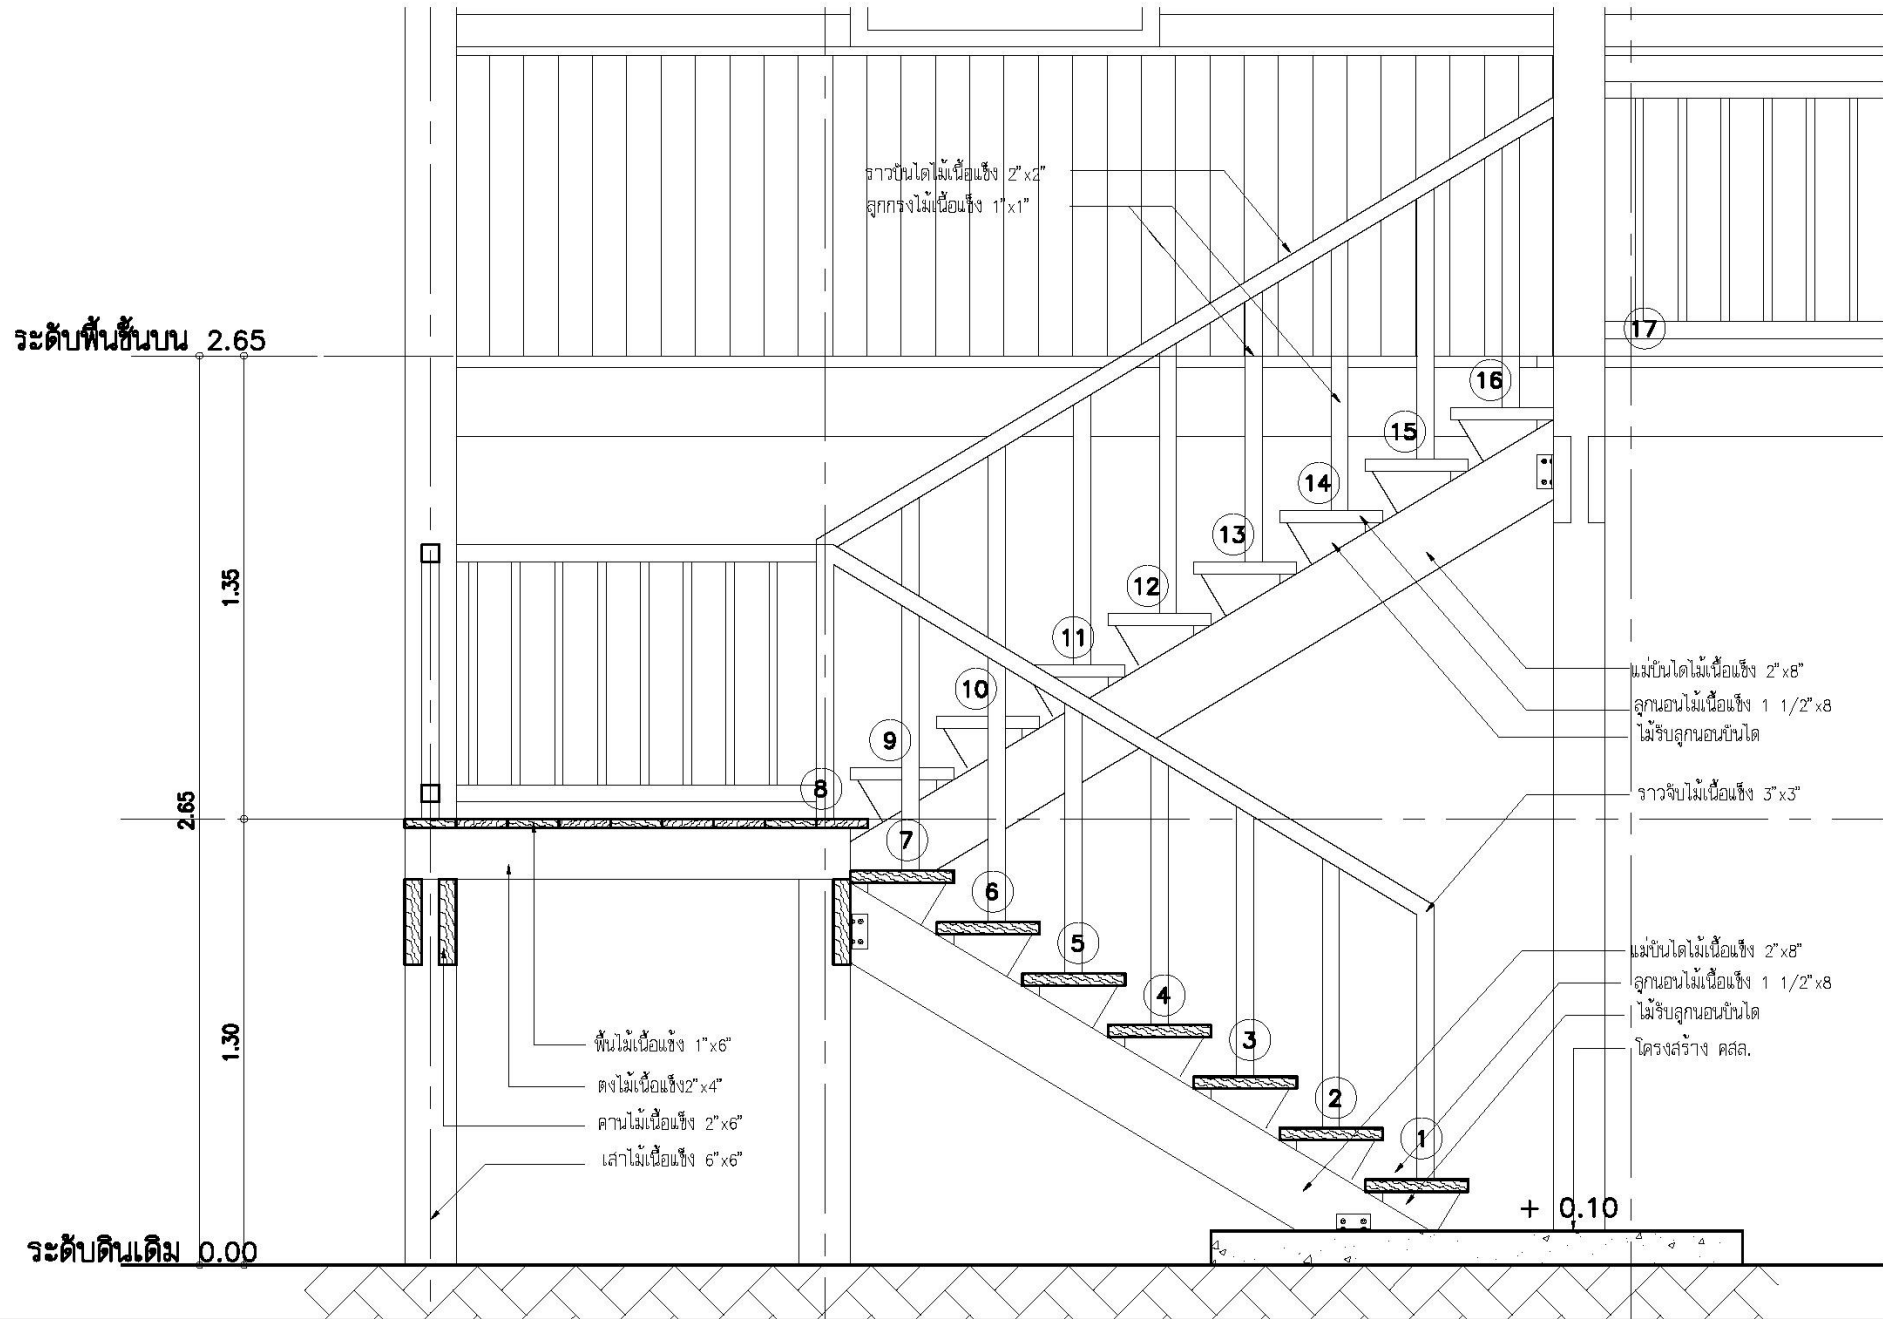 ราวบันไดไม้เนื้อแข็ง 2"x2"
ลูกกรงไม้เนื้อแข็ง 1"x1"
ระดับพื้นชั้นบน 2.65
17
16
15
14
13
12
11
10
9
8
7
6
5
4
3
2
1
1.35
2.65
1.30
แม่บันไดไม้เนื้อแข็ง 2"x8"
ลูกนอนไม้เนื้อแข็ง 1 1/2"x8
ไม้รับลูกนอนบันได
ราวจับไม้เนื้อแข็ง 3"x3"
แม่บันไดไม้เนื้อแข็ง 2"x8"
ลูกนอนไม้เนื้อแข็ง 1 1/2"x8
ไม้รับลูกนอนบันได
โครงสร้าง คสล.
พื้นไม้เนื้อแข็ง 1"x6"
ตงไม้เนื้อแข็ง2"x4"
คานไม้เนื้อแข็ง 2"x6"
เสาไม้เนื้อแข็ง 6"x6"
+ 0.10
ระดับดินเดิม 0.00